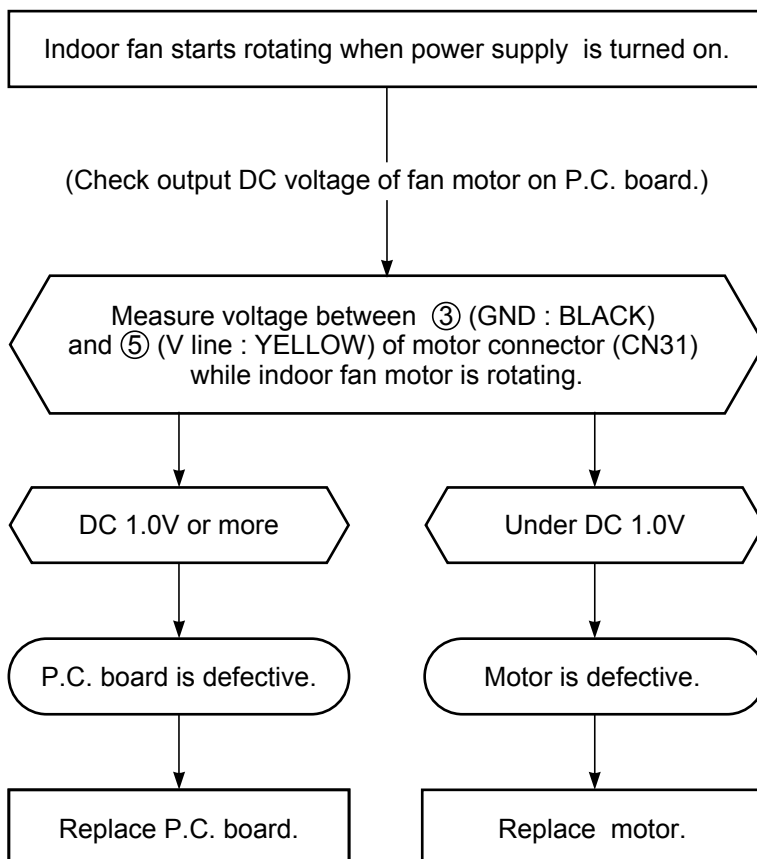 Indoor fan starts rotating when power supply is turned on.
(Check output DC voltage of fan motor on P.C. board.)
Measure voltage between ③ (GND : BLACK)
and ⑤ (V line : YELLOW) of motor connector (CN31)
while indoor fan motor is rotating.
DC 1.0V or more
Under DC 1.0V
P.C. board is defective.
Motor is defective.
Replace P.C. board.
Replace motor.